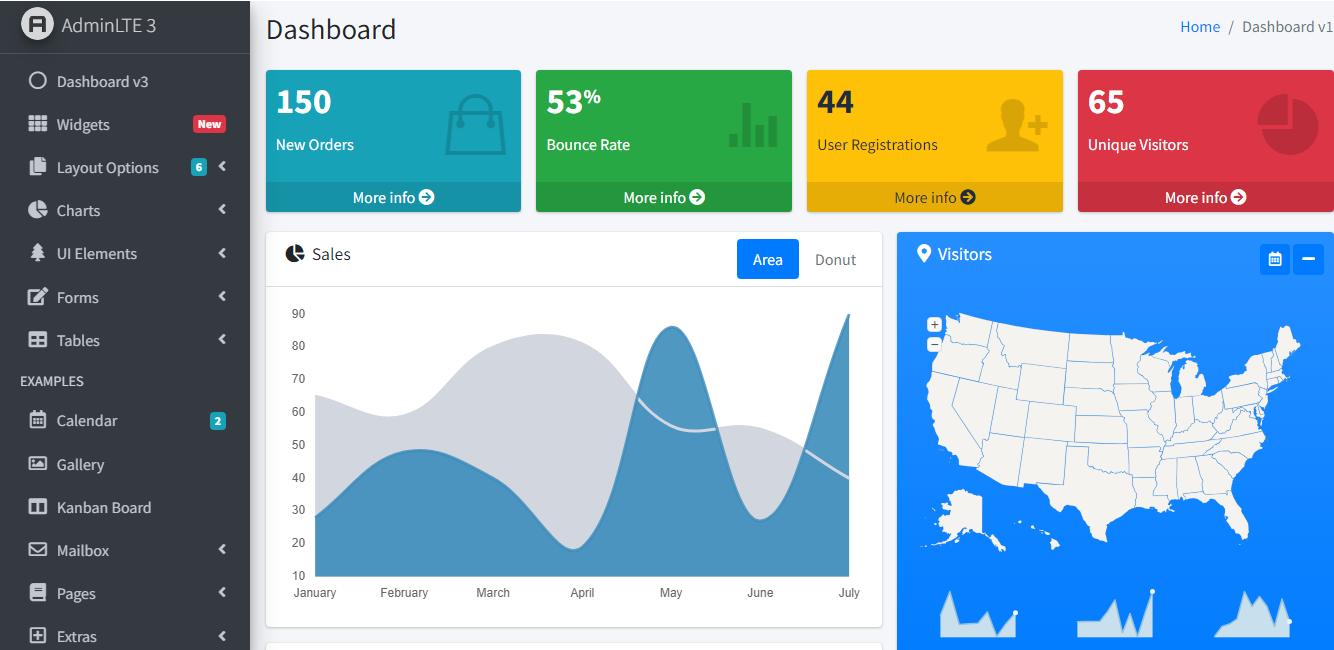 AdminLTE 3
Dashboard v3
Widgets New
Layout Options 6
Charts
UI Elements
Forms
Tables
EXAMPLES
Calendar 2
Gallery
Kanban Board
Mailbox
Pages
Extras
Dashboard
Home / Dashboard v1
150
New Orders
More info
53%
Bounce Rate
More info
44
User Registrations
More info
65
Unique Visitors
More info
Sales
Area Donut
90
80
70
60
50
40
30
20
10
January February March April May June July
Visitors
+
−